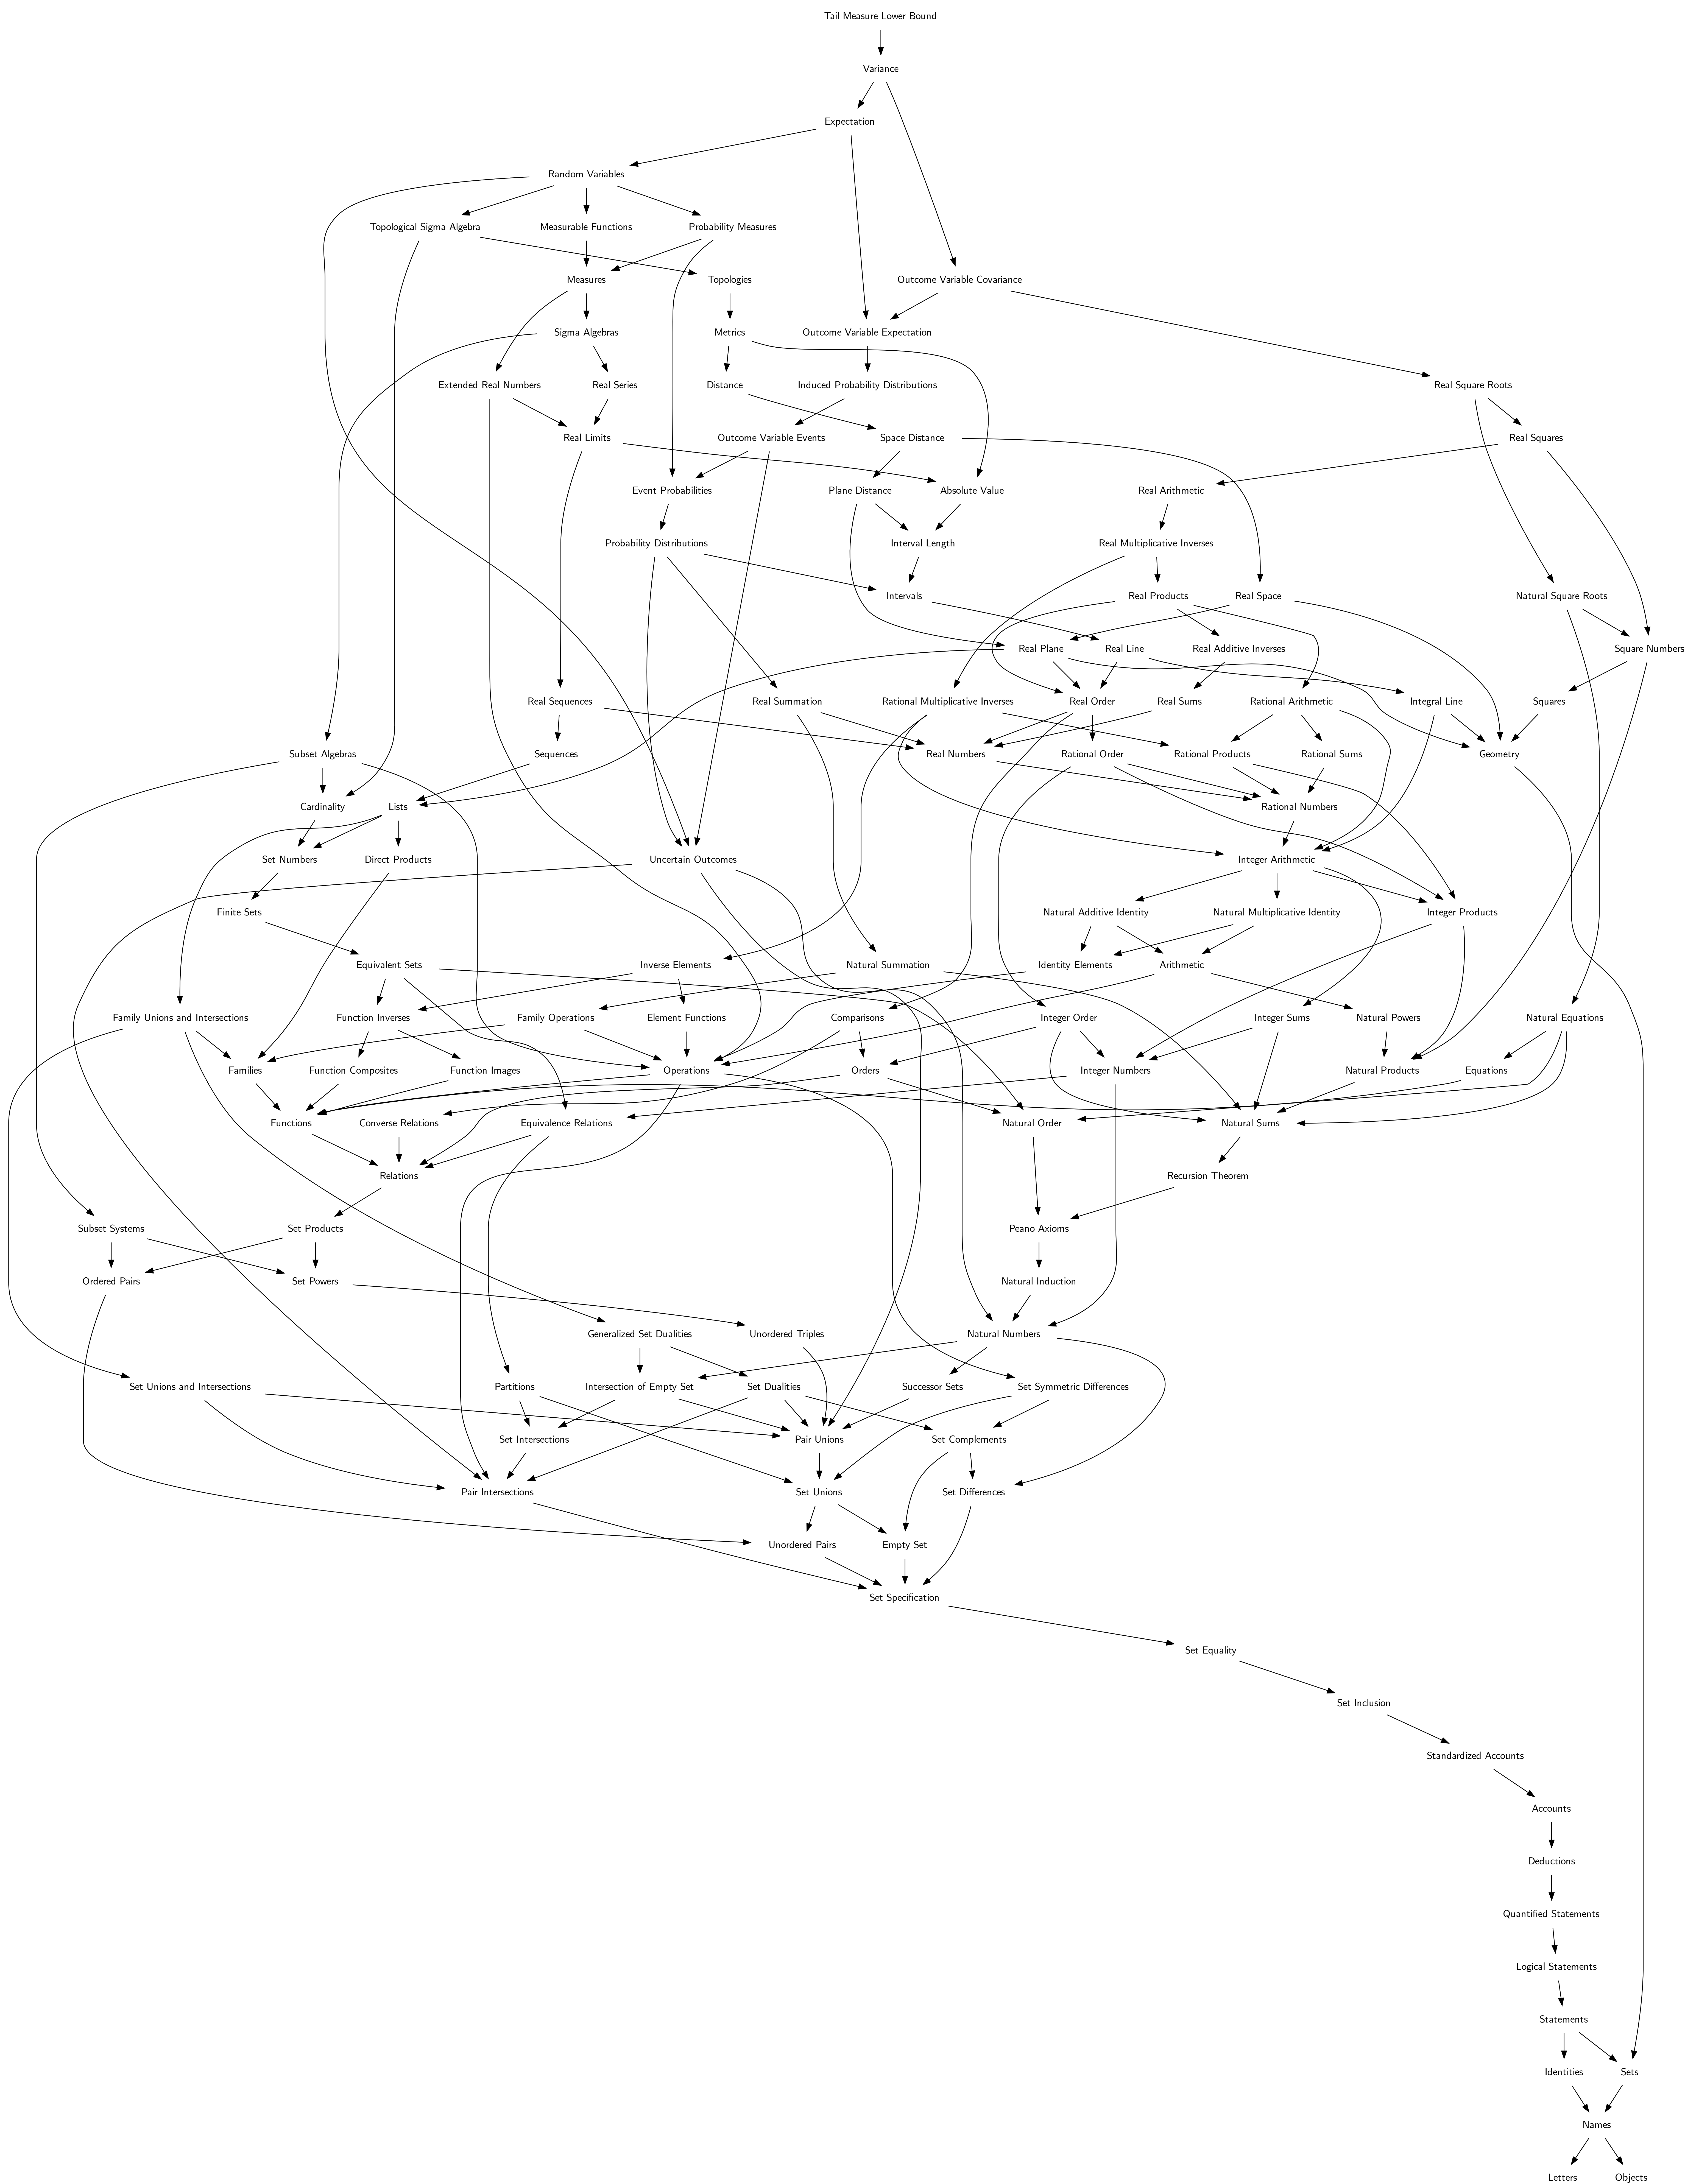 Tail Measure Lower Bound
Variance
Expectation
Random Variables
Topological Sigma Algebra Measurable Functions Probability Measures
Measures Topologies Outcome Variable Covariance
Sigma Algebras Metrics Outcome Variable Expectation
Extended Real Numbers Real Series Distance Induced Probability Distributions Real Square Roots
Real Limits Outcome Variable Events Space Distance Real Squares
Event Probabilities Plane Distance Absolute Value Real Arithmetic
Probability Distributions Interval Length Real Multiplicative Inverses
Intervals Real Products Real Space Natural Square Roots
Real Plane Real Line Real Additive Inverses Square Numbers
Real Sequences Real Summation Rational Multiplicative Inverses Real Order Real Sums Rational Arithmetic Integral Line Squares
Subset Algebras Sequences Real Numbers Rational Order Rational Products Rational Sums Geometry
Cardinality Lists Rational Numbers
Set Numbers Direct Products Uncertain Outcomes Integer Arithmetic
Finite Sets Natural Additive Identity Natural Multiplicative Identity Integer Products
Equivalent Sets Inverse Elements Natural Summation Identity Elements Arithmetic
Family Unions and Intersections Function Inverses Family Operations Element Functions Comparisons Integer Order Integer Sums Natural Powers Natural Equations
Families Function Composites Function Images Operations Orders Integer Numbers Natural Products Equations
Functions Converse Relations Equivalence Relations Natural Order Natural Sums
Relations Recursion Theorem
Subset Systems Set Products Peano Axioms
Ordered Pairs Set Powers Natural Induction
Generalized Set Dualities Unordered Triples Natural Numbers
Set Unions and Intersections Partitions Intersection of Empty Set Set Dualities Successor Sets Set Symmetric Differences
Set Intersections Pair Unions Set Complements
Pair Intersections Set Unions Set Differences
Unordered Pairs Empty Set
Set Specification
Set Equality
Set Inclusion
Standardized Accounts
Accounts
Deductions
Quantified Statements
Logical Statements
Statements
Identities Sets
Names
Letters Objects